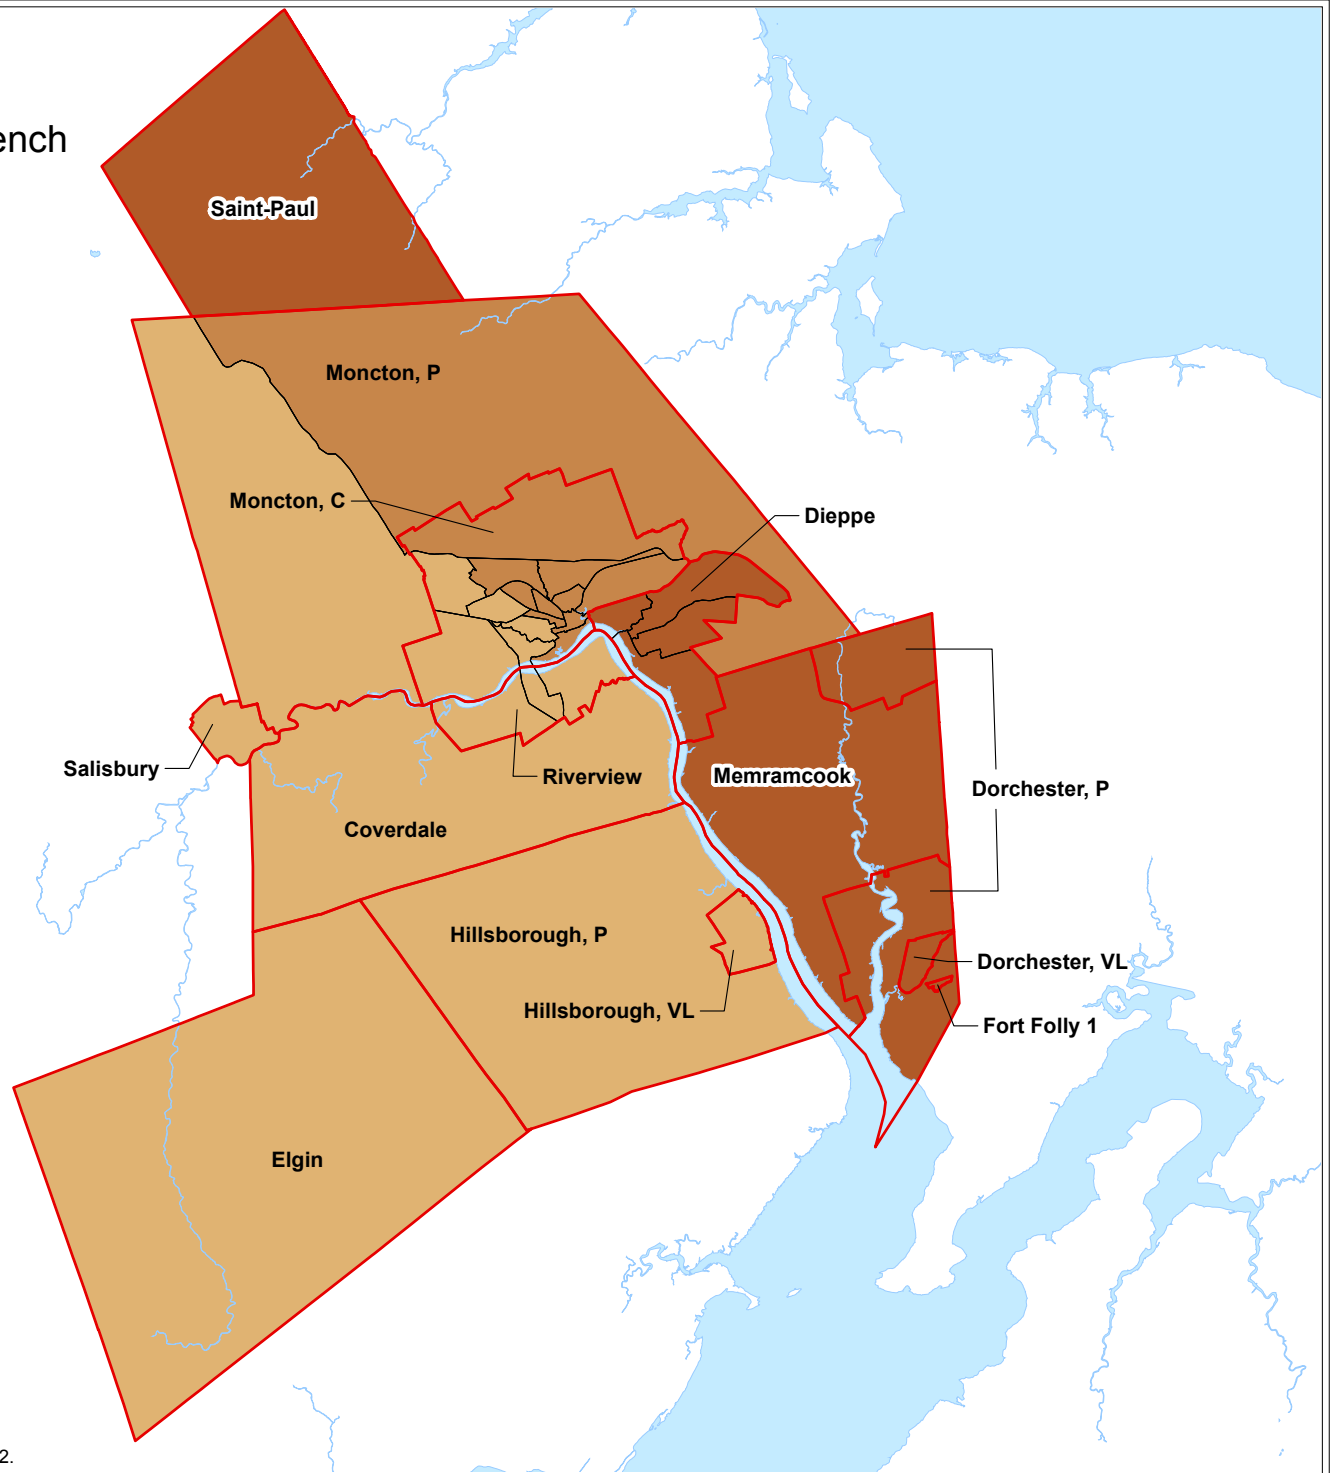 ench
Saint-Paul
Moncton, P
Moncton, C
Dieppe
Salisbury
Riverview
Memramcook
Dorchester, P
Coverdale
Hillsborough, P
Dorchester, VL
Hillsborough, VL
Fort Folly 1
Elgin
2.